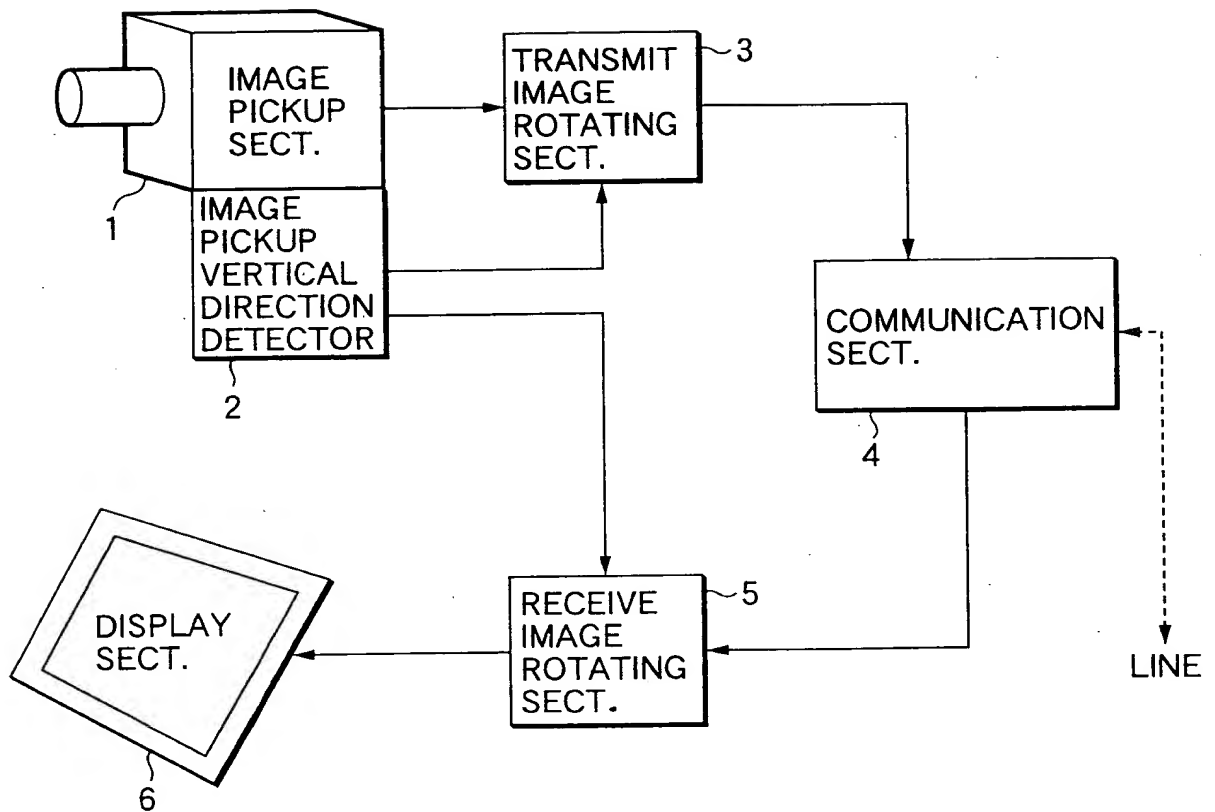 IMAGE
PICKUP
SECT.
1
IMAGE
PICKUP
VERTICAL
DIRECTION
DETECTOR
2
TRANSMIT
IMAGE
ROTATING
SECT.
3
COMMUNICATION
SECT.
4
LINE
RECEIVE
IMAGE
ROTATING
SECT.
5
DISPLAY
SECT.
6